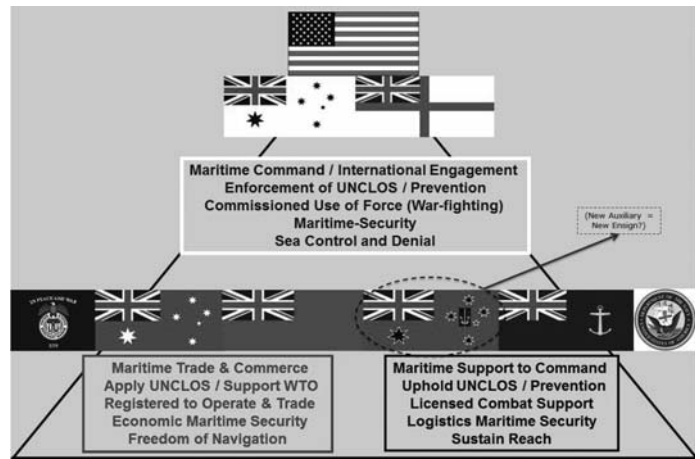 Maritime Command / International Engagement
Enforcement of UNCLOS / Prevention
Commissioned Use of Force (War-fighting)
Maritime-Security
Sea Control and Denial
(New Auxiliary =
New Ensign?)
IN PEACE AND WAR
Maritime Trade & Commerce
Apply UNCLOS / Support WTO
Registered to Operate & Trade
Economic Maritime Security
Freedom of Navigation
Maritime Support to Command
Uphold UNCLOS / Prevention
Licensed Combat Support
Logistics Maritime Security
Sustain Reach